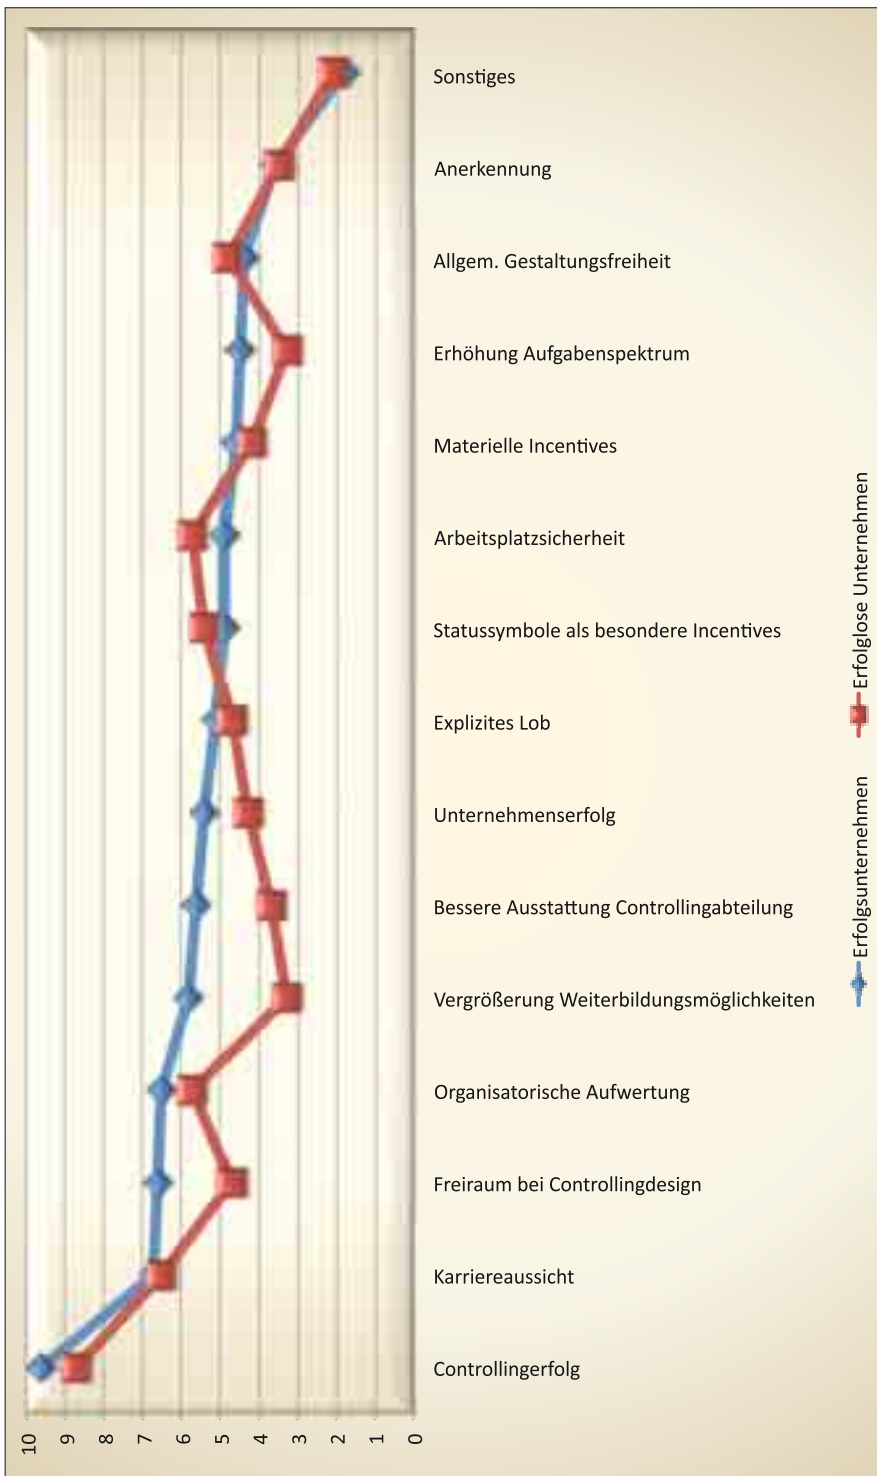 Sonstiges
Anerkennung
Allgem. Gestaltungsfreiheit
Erhöhung Aufgabenspektrum
Materielle Incentives
Arbeitsplatzsicherheit
Statussymbole als besondere Incentives
Explizites Lob
Unternehmenserfolg
Bessere Ausstattung Controllingabteilung
Vergrößerung Weiterbildungsmöglichkeiten
Organisatorische Aufwertung
Freiraum bei Controllingdesign
Karriereaussicht
Controllingerfolg
10
9
8
7
6
5
4
3
2
1
0
Erfolgsunternehmen
Erfolglose Unternehmen